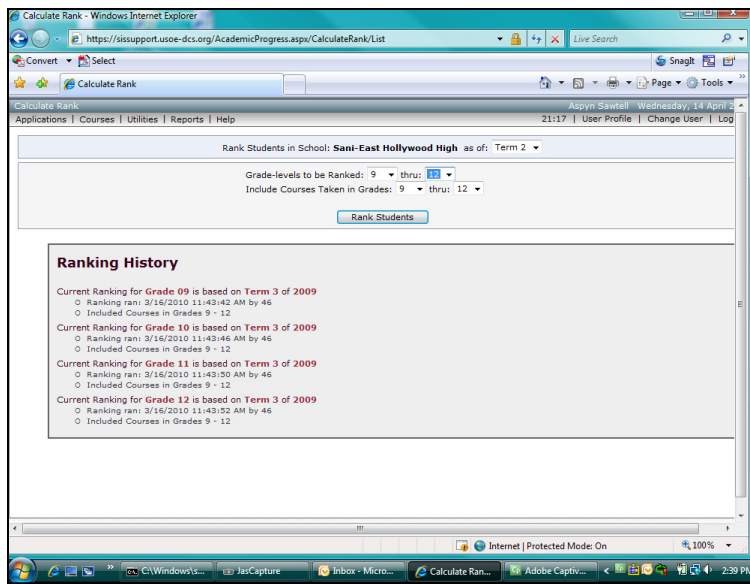 Calculate Rank - Windows Internet Explorer
https://sissupport.usoe-dcs.org/AcademicProgress.aspx/CalculateRank/List
Live Search
Convert Select
SnagIt
Calculate Rank
Page Tools
Calculate Rank Aspyn Sawtell Wednesday, 14 April 2
Applications | Courses | Utilities | Reports | Help 21:17 | User Profile | Change User | Log
Rank Students in School: Sani-East Hollywood High as of: Term 2
Grade-levels to be Ranked: 9 thru: 12
Include Courses Taken in Grades: 9 thru: 12
Rank Students
Ranking History
Current Ranking for Grade 09 is based on Term 3 of 2009
Ranking ran: 3/16/2010 11:43:42 AM by 46
Included Courses in Grades 9 - 12
Current Ranking for Grade 10 is based on Term 3 of 2009
Ranking ran: 3/16/2010 11:43:46 AM by 46
Included Courses in Grades 9 - 12
Current Ranking for Grade 11 is based on Term 3 of 2009
Ranking ran: 3/16/2010 11:43:50 AM by 46
Included Courses in Grades 9 - 12
Current Ranking for Grade 12 is based on Term 3 of 2009
Ranking ran: 3/16/2010 11:43:52 AM by 46
Included Courses in Grades 9 - 12
Internet | Protected Mode: On 100%
C:\Windows\s... JasCapture Inbox - Micro... Calculate Ran... Adobe Captiv... 2:39 PM